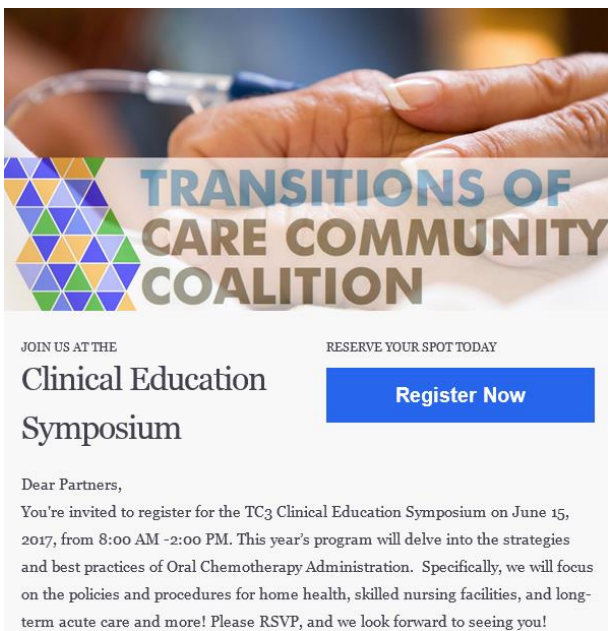 TRANSITIONS OF
CARE COMMUNITY
COALITION
JOIN US AT THE
Clinical Education
Symposium
RESERVE YOUR SPOT TODAY
Register Now
Dear Partners,
You're invited to register for the TC3 Clinical Education Symposium on June 15,
2017, from 8:00 AM -2:00 PM. This year's program will delve into the strategies
and best practices of Oral Chemotherapy Administration.  Specifically, we will focus
on the policies and procedures for home health, skilled nursing facilities, and long-
term acute care and more! Please RSVP, and we look forward to seeing you!